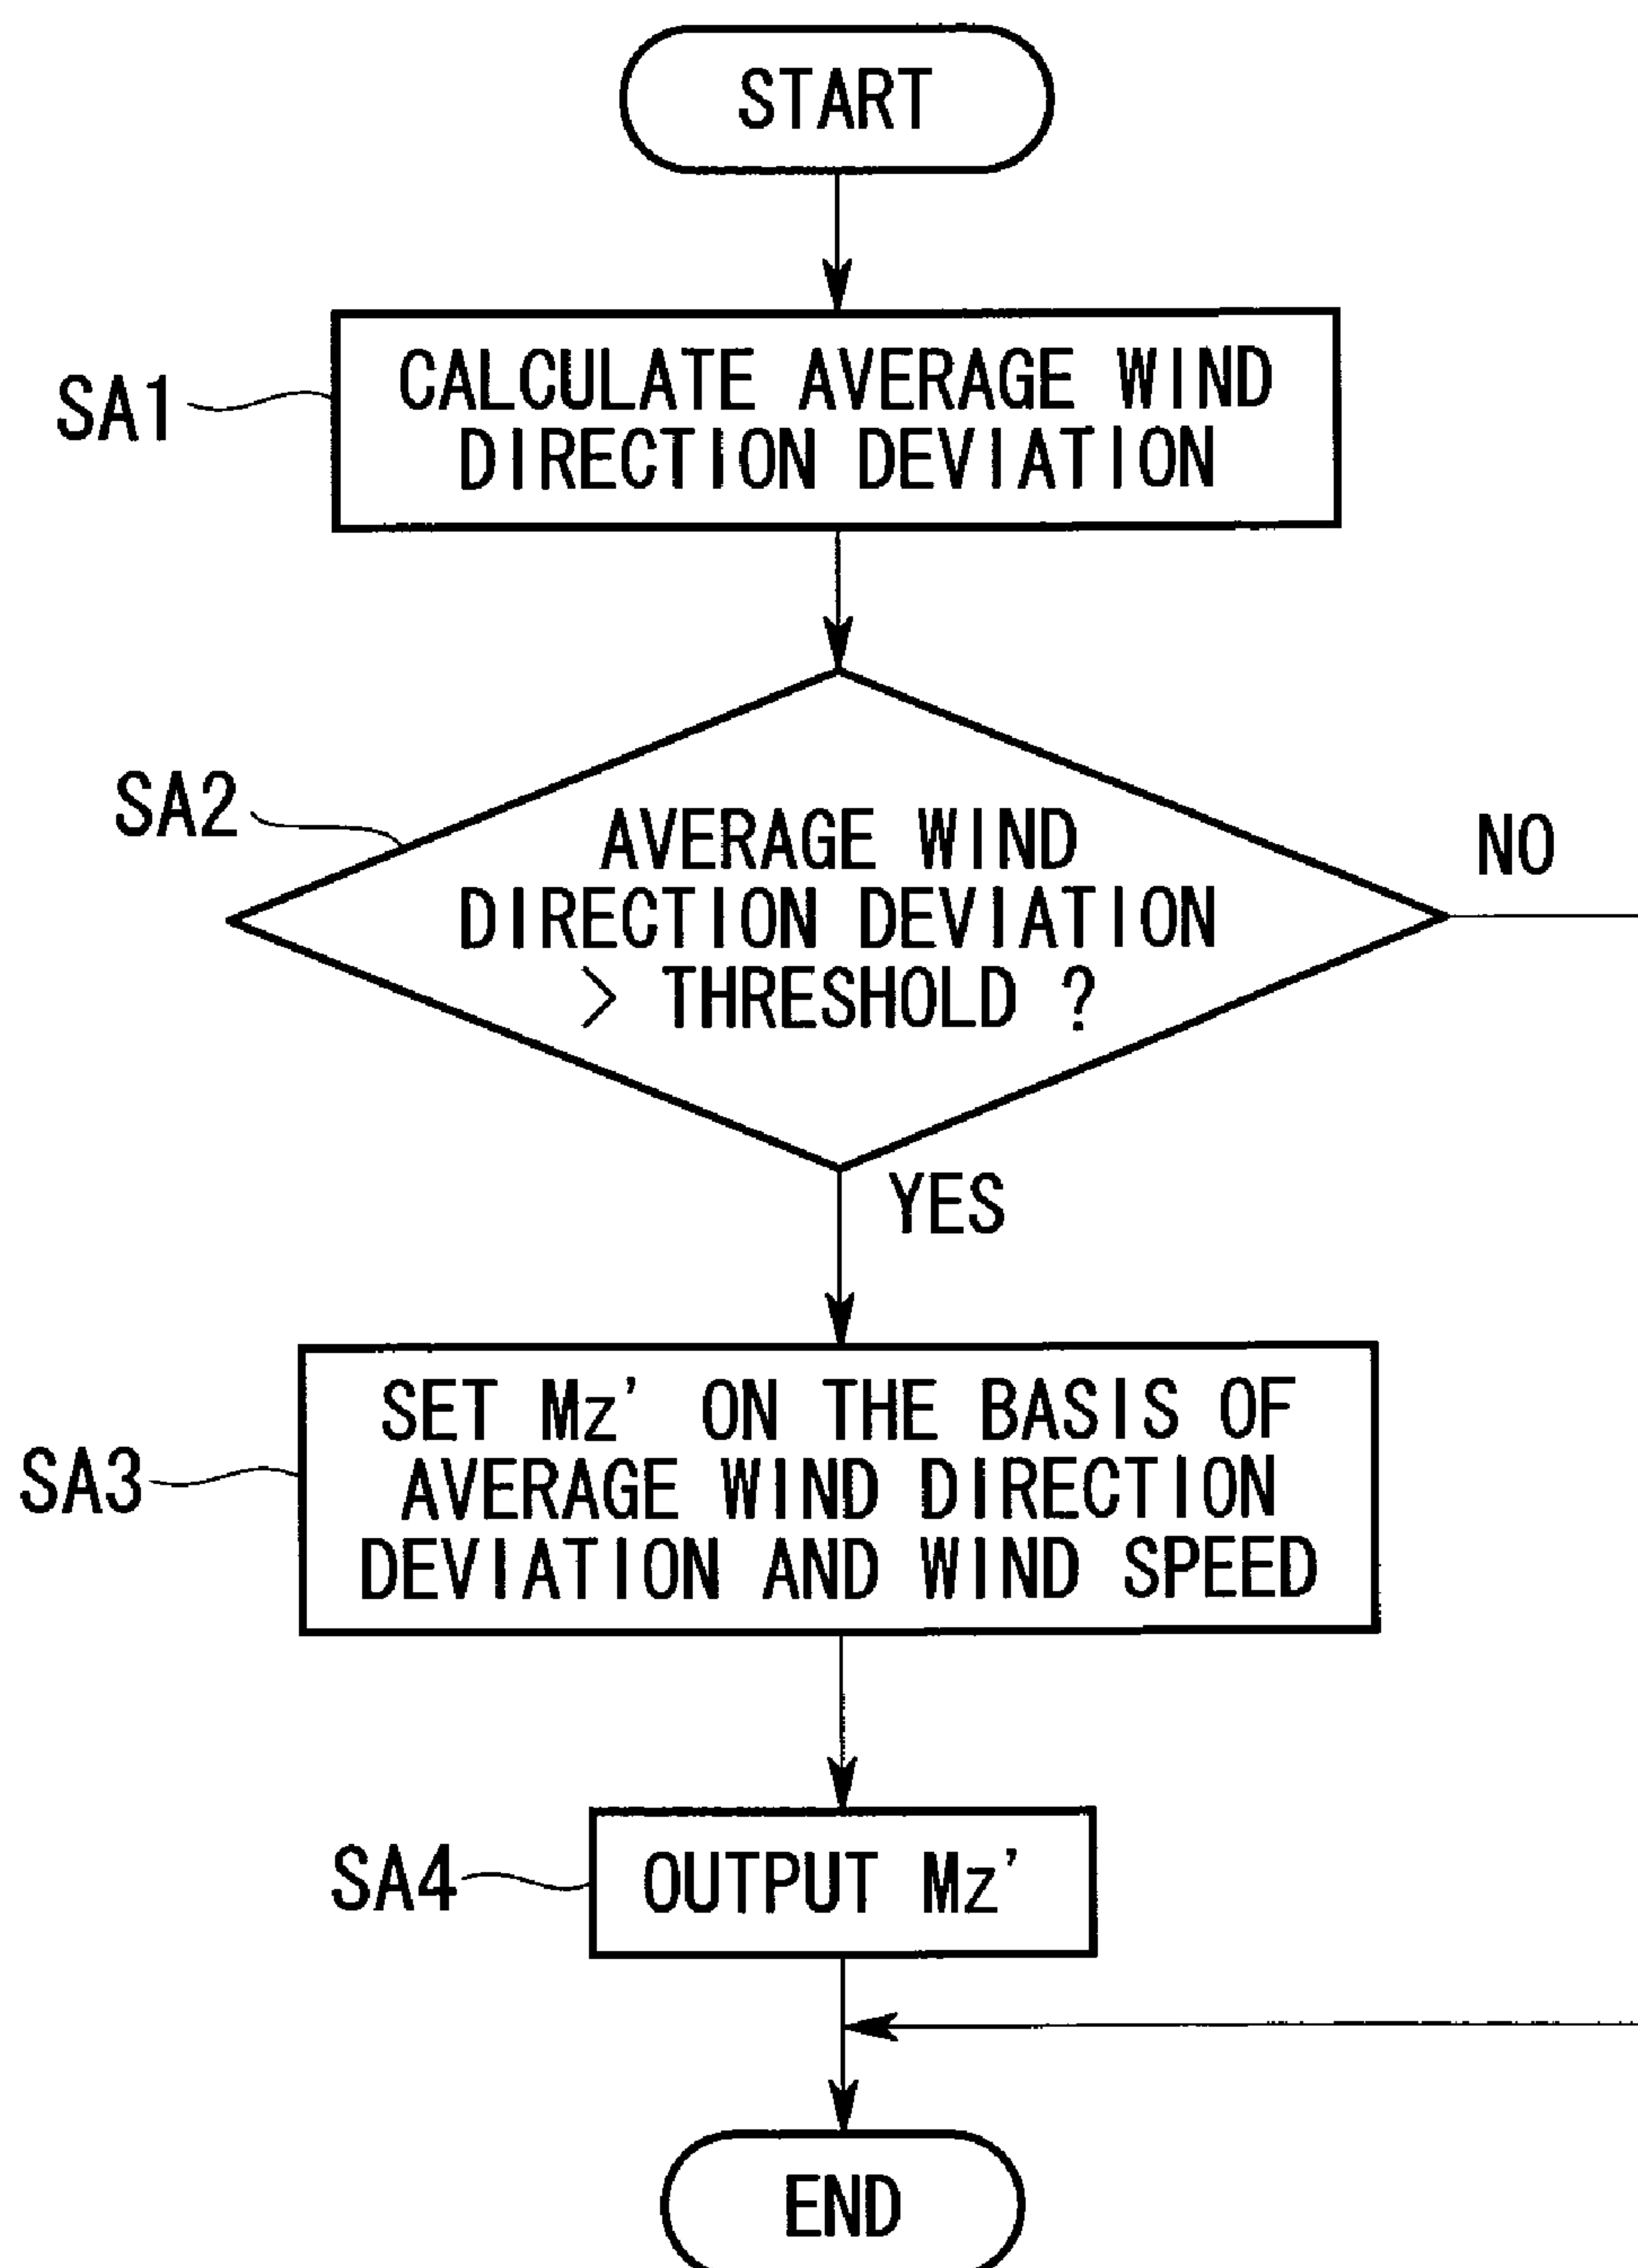 START
SA1
CALCULATE AVERAGE WIND
DIRECTION DEVIATION
SA2
AVERAGE WIND
DIRECTION DEVIATION
> THRESHOLD ?
NO
YES
SA3
SET Mz' ON THE BASIS OF
AVERAGE WIND DIRECTION
DEVIATION AND WIND SPEED
SA4
OUTPUT Mz'
END